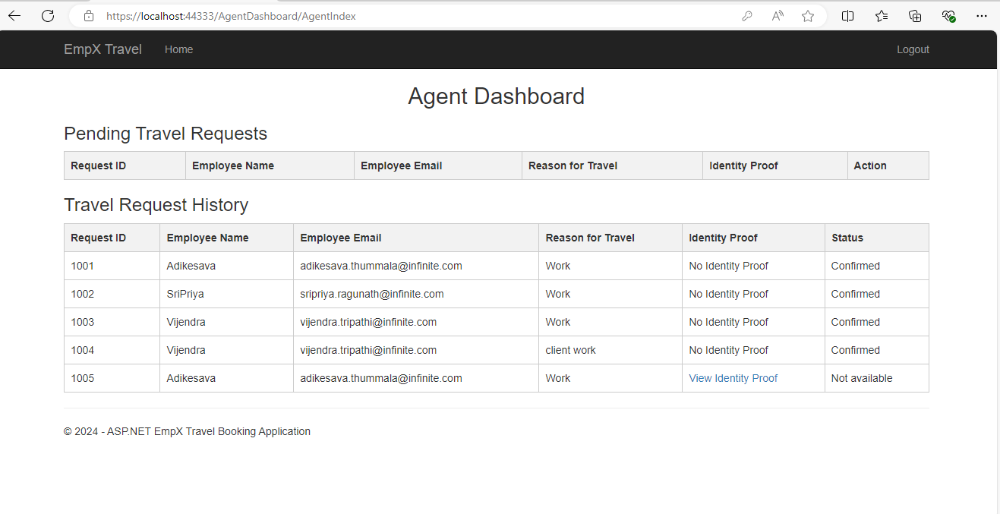 https://localhost:44333/AgentDashboard/AgentIndex
EmpX Travel Home Logout
Agent Dashboard
Pending Travel Requests
Request ID Employee Name Employee Email Reason for Travel Identity Proof Action
Travel Request History
Request ID Employee Name Employee Email Reason for Travel Identity Proof Status
1001 Adikesava adikesava.thummala@infinite.com Work No Identity Proof Confirmed
1002 SriPriya sripriya.ragunath@infinite.com Work No Identity Proof Confirmed
1003 Vijendra vijendra.tripathi@infinite.com Work No Identity Proof Confirmed
1004 Vijendra vijendra.tripathi@infinite.com client work No Identity Proof Confirmed
1005 Adikesava adikesava.thummala@infinite.com Work View Identity Proof Not available
© 2024 - ASP.NET EmpX Travel Booking Application